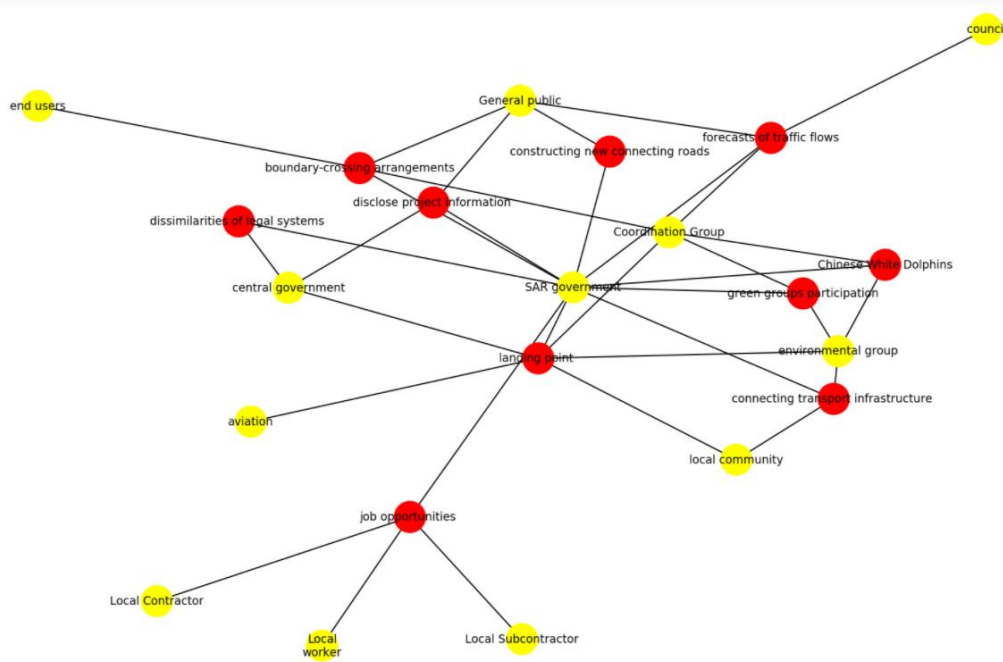 counci
end users
General public
forecasts of traffic flows
constructing new connecting roads
boundary-crossing arrangements
disclose project information
dissimilarities of legal systems
Coordination Group
Chinese White Dolphins
central government
SAR government
green groups participation
landing point
environmental group
connecting transport infrastructure
aviation
local community
job opportunities
Local Contractor
Local
worker
Local Subcontractor